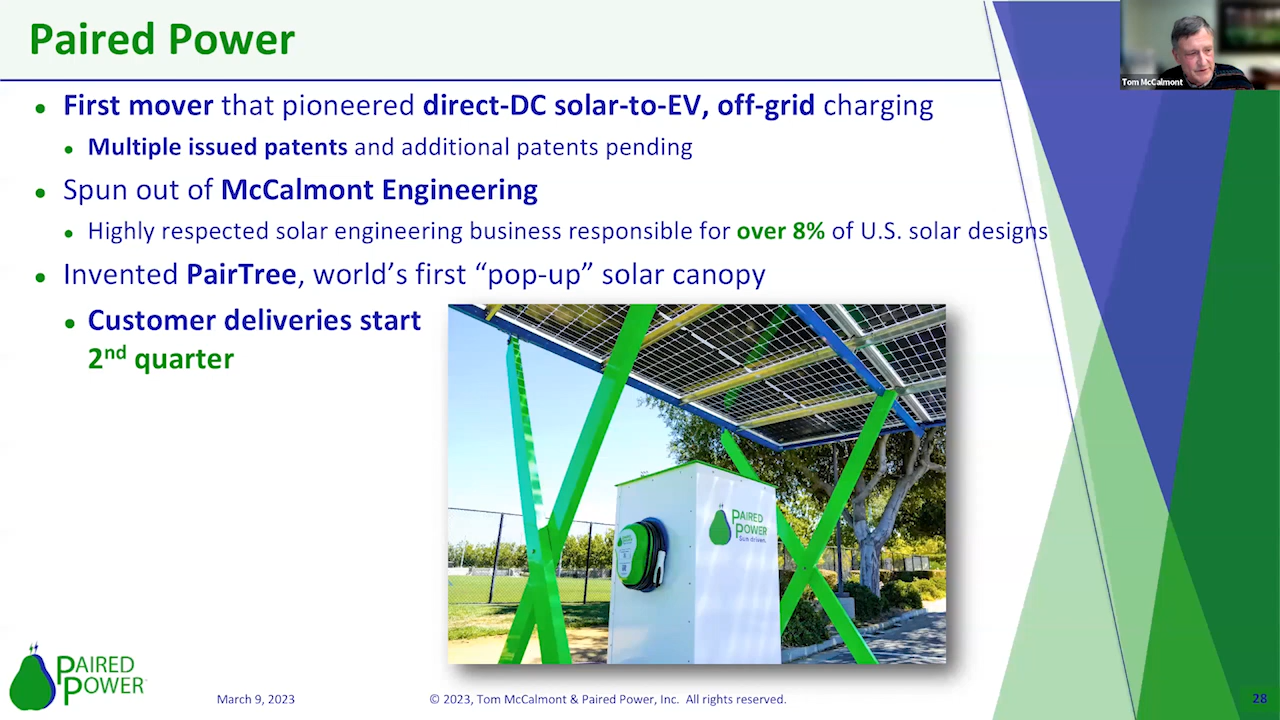 Paired Power
Tom McCalmont
• First mover that pioneered direct-DC solar-to-EV, off-grid charging
• Multiple issued patents and additional patents pending
• Spun out of McCalmont Engineering
• Highly respected solar engineering business responsible for over 8% of U.S. solar designs
• Invented PairTree, world's first “pop-up” solar canopy
• Customer deliveries start
2nd quarter
PAIRED
POWER
Sun driven.
PAIRED
POWER
March 9, 2023
© 2023, Tom McCalmont & Paired Power, Inc. All rights reserved.
28